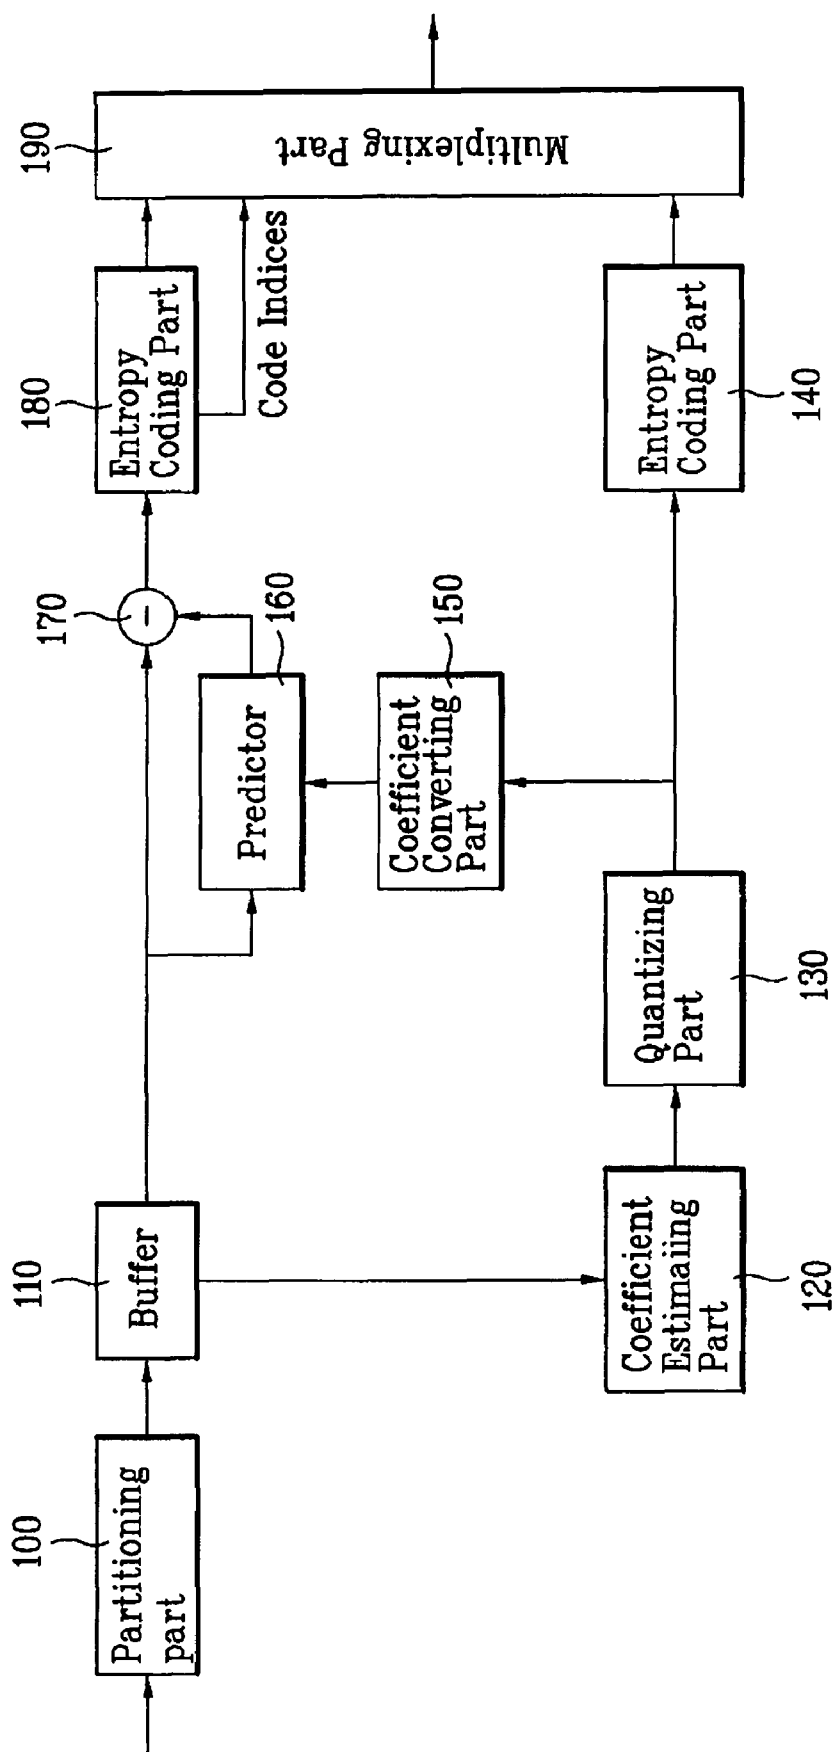 100
Partitioning
part
110
Buffer
120
Coefficient
Estimaiing
Part
130
Quantizing
Part
140
Entropy
Coding Part
150
Coefficient
Converting
Part
160
Predictor
170
−
180
Entropy
Coding Part
Code Indices
190
Multiplexing Part